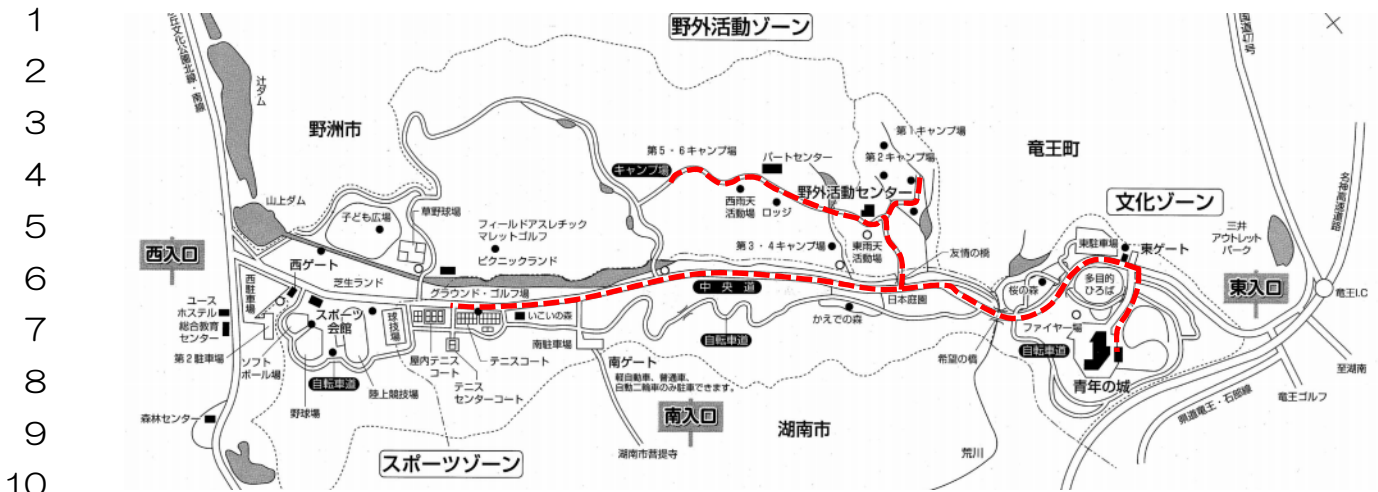 1
2
3
4
5
6
7
8
9
10
野外活動ゾーン
辻ダム
野洲市
竜王町
第1キャンプ場
第2キャンプ場
第5・6キャンプ場
パートセンター
キャンプ場
野外活動センター
西雨天
活動場
ロッジ
文化ゾーン
名神高速道路
山上ダム
子ども広場
草野球場
フィールドアスレチック
マレットゴルフ
ピクニックランド
第3・4キャンプ場
東雨天
活動場
友情の橋
東駐車場
東ゲート
三井
アウトレット
パーク
西入口
西ゲート
芝生ランド
グラウンド・ゴルフ場
中央道
日本庭園
桜の森
多目的
ひろば
東入口
竜王I.C
西駐車場
ユース
ホステル
総合教育
センター
スポーツ
会館
球技場
いこいの森
かえでの森
ファイヤー場
第2駐車場
ソフト
ボール場
屋内テニス
コート
テニスコート
南駐車場
自転車道
希望の橋
自転車道
自転車道
野球場
陸上競技場
テニス
センターコート
南ゲート
軽自動車、普通車、
自動二輪車のみ駐車できます。
青年の城
至湖南
竜王ゴルフ
県道竜王・石部線
森林センター
南入口
湖南市
スポーツゾーン
湖南市菩提寺
荒川